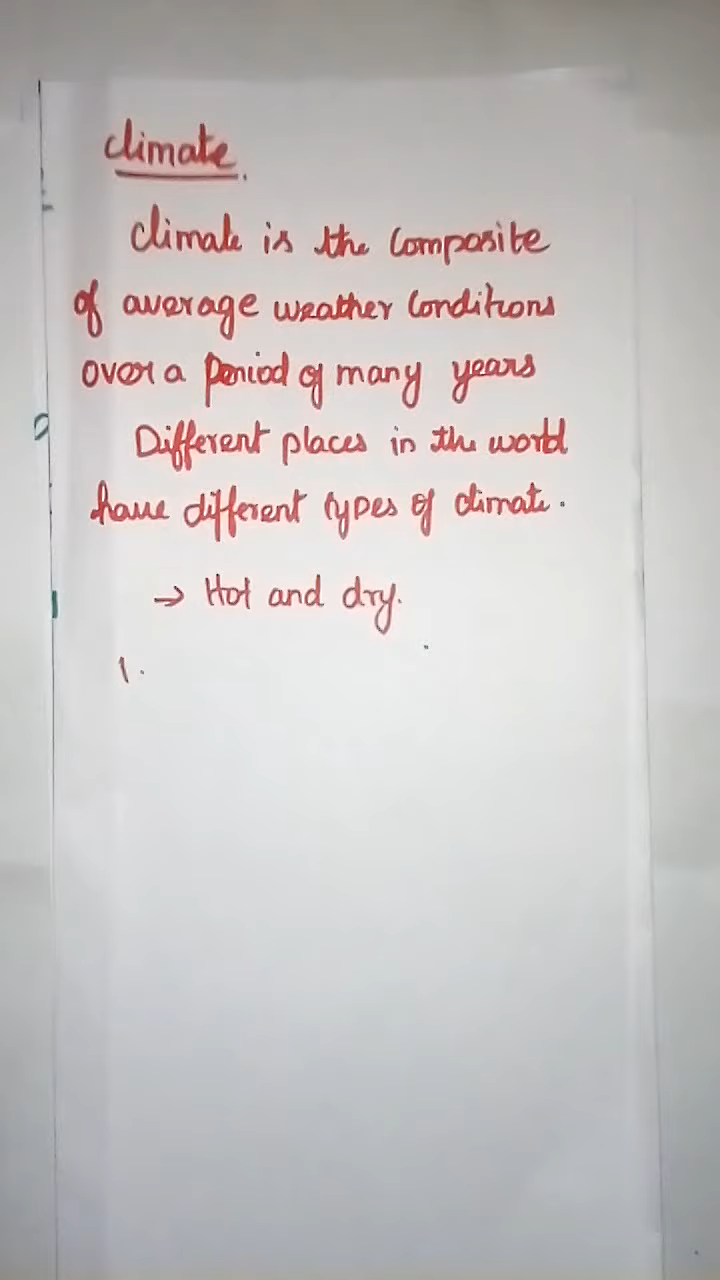 climate.
climate is the composite
of average weather conditions
over a period of many years
Different places in the world
have different types of climate.
→ Hot and dry.
1.